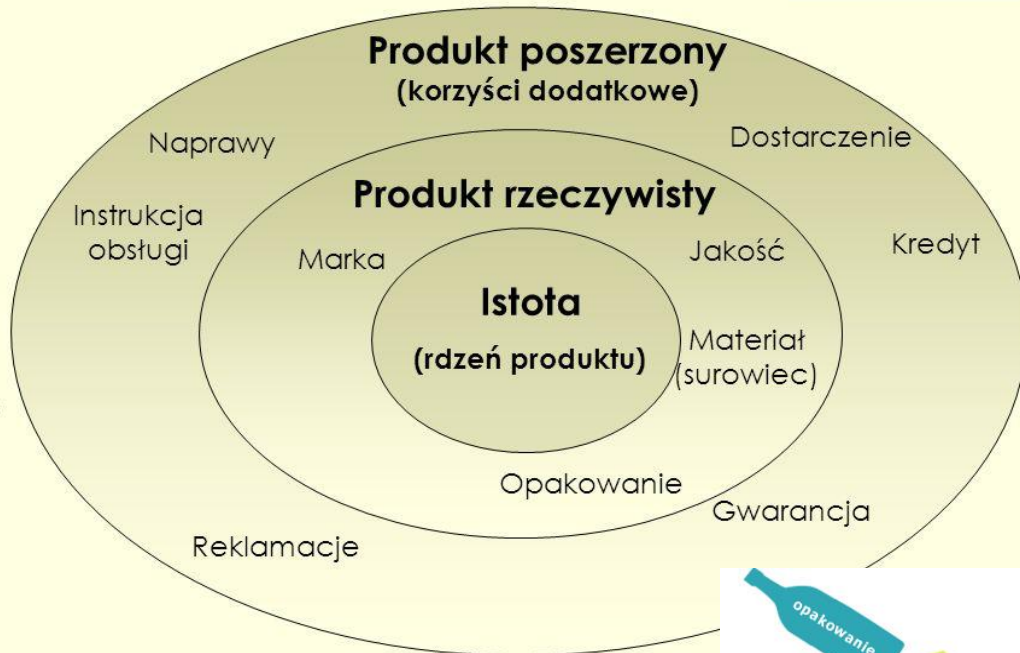 Produkt poszerzony
(korzyści dodatkowe)
Naprawy
Dostarczenie
Produkt rzeczywisty
Instrukcja
obsługi
Marka
Jakość
Kredyt
Istota
(rdzeń produktu)
Materiał
(surowiec)
Opakowanie
Gwarancja
Reklamacje
opakowanie